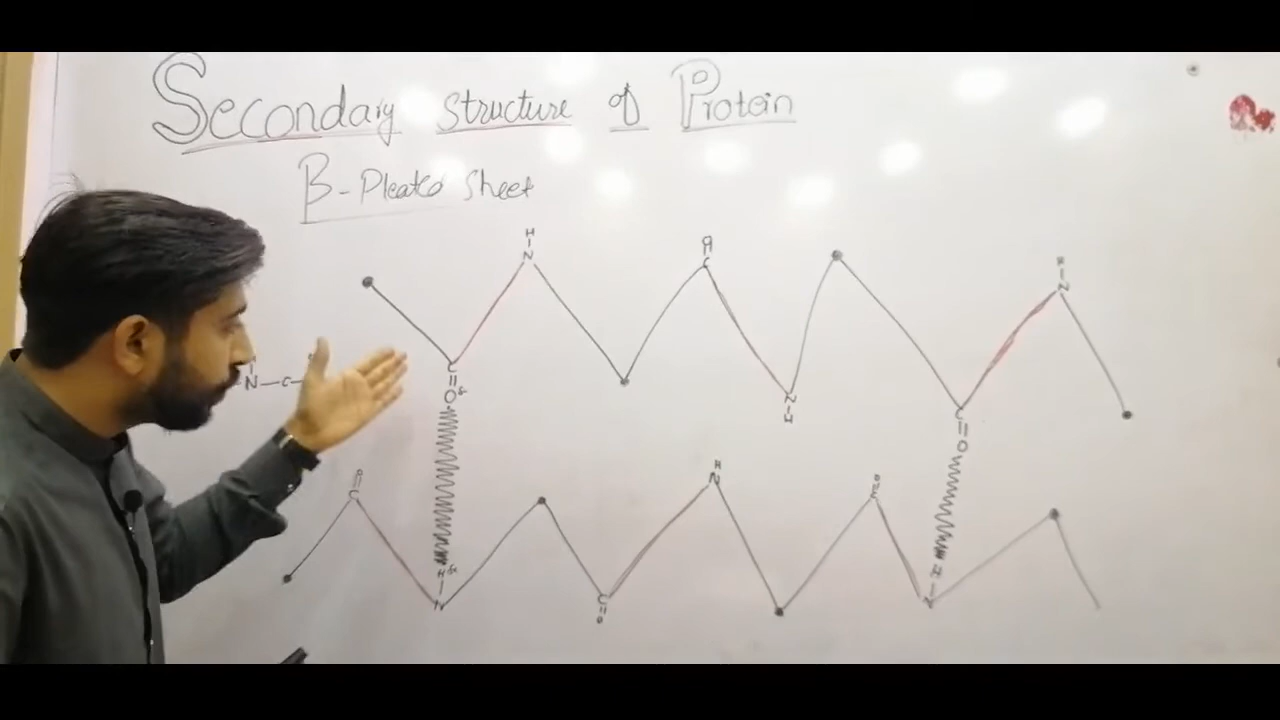 Secondary Structure of Protein
β-Pleated Sheet
H
N
O
C
H
N
C
O δ-
N
H
C
O
N-C-
O
C
H
N
O
C
H δ+
N
C
O
H
N